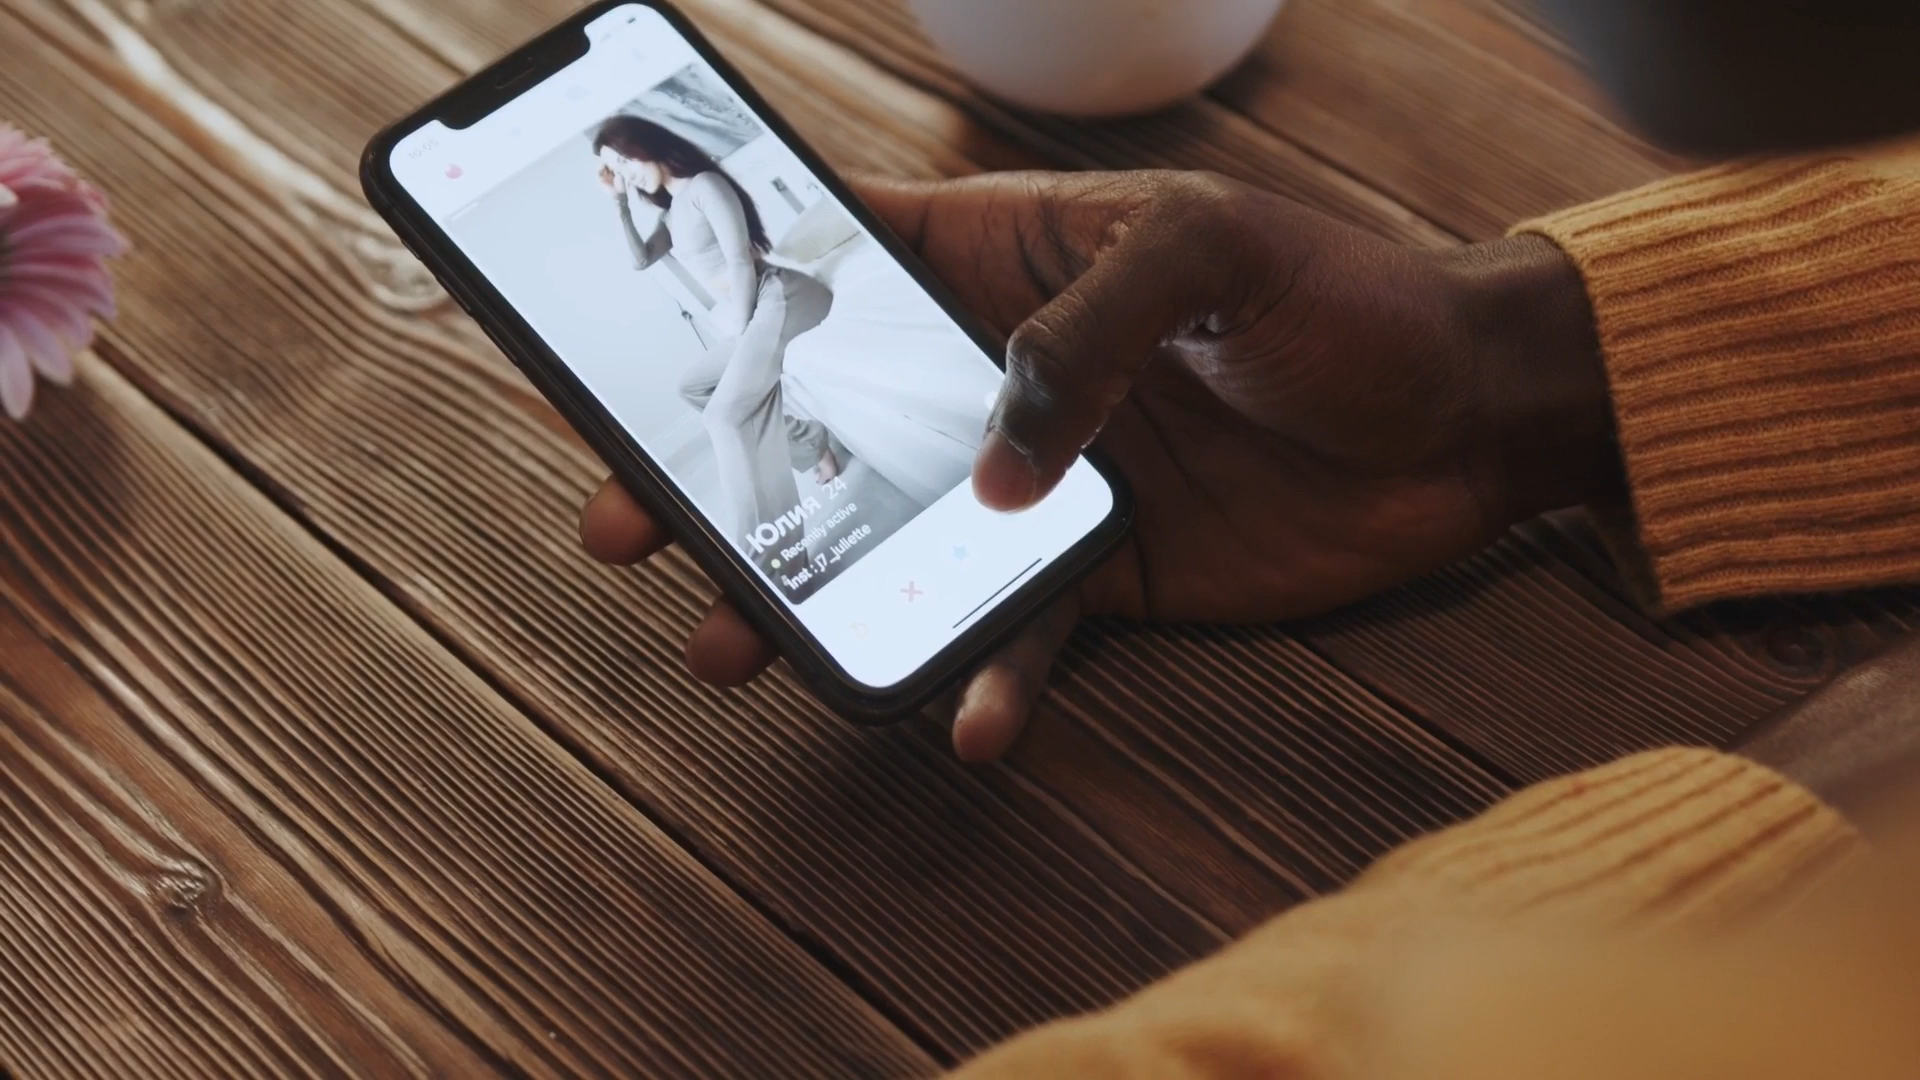 Юлия 24
Recently active
inst : j7_juliette